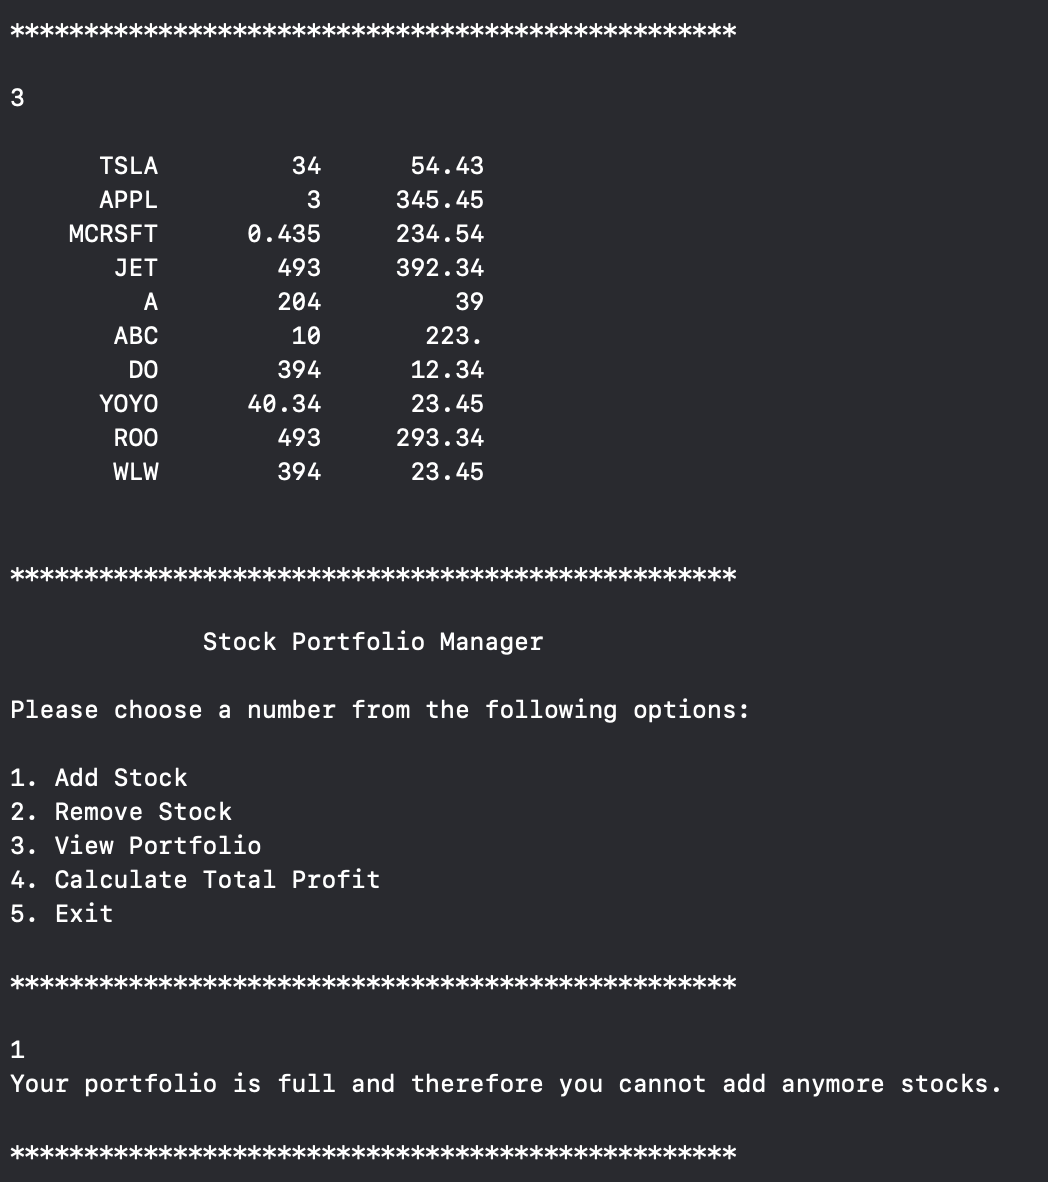 *************************************************
3
TSLA 34 54.43
APPL 3 345.45
MCRSFT 0.435 234.54
JET 493 392.34
A 204 39
ABC 10 223.
DO 394 12.34
YOYO 40.34 23.45
ROO 493 293.34
WLW 394 23.45
*************************************************
Stock Portfolio Manager
Please choose a number from the following options:
1. Add Stock
2. Remove Stock
3. View Portfolio
4. Calculate Total Profit
5. Exit
*************************************************
1
Your portfolio is full and therefore you cannot add anymore stocks.
*************************************************